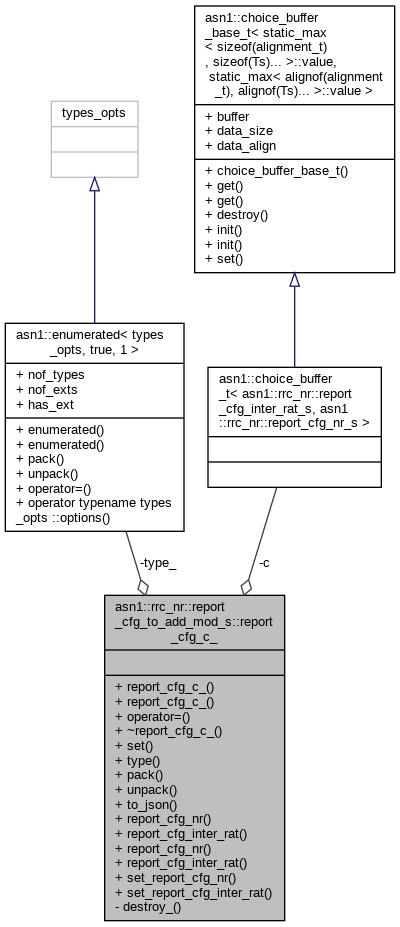 asn1::choice_buffer
_base_t< static_max
< sizeof(alignment_t)
, sizeof(Ts)... >::value,
static_max< alignof(alignment
_t), alignof(Ts)... >::value >
+ buffer
+ data_size
+ data_align
+ choice_buffer_base_t()
+ get()
+ get()
+ destroy()
+ init()
+ init()
+ set()
types_opts
asn1::enumerated< types
_opts, true, 1 >
+ nof_types
+ nof_exts
+ has_ext
+ enumerated()
+ enumerated()
+ pack()
+ unpack()
+ operator=()
+ operator typename types
_opts ::options()
asn1::choice_buffer
_t< asn1::rrc_nr::report
_cfg_inter_rat_s, asn1
::rrc_nr::report_cfg_nr_s >
-type_
-c
asn1::rrc_nr::report
_cfg_to_add_mod_s::report
_cfg_c_
+ report_cfg_c_()
+ report_cfg_c_()
+ operator=()
+ ~report_cfg_c_()
+ set()
+ type()
+ pack()
+ unpack()
+ to_json()
+ report_cfg_nr()
+ report_cfg_inter_rat()
+ report_cfg_nr()
+ report_cfg_inter_rat()
+ set_report_cfg_nr()
+ set_report_cfg_inter_rat()
- destroy_()